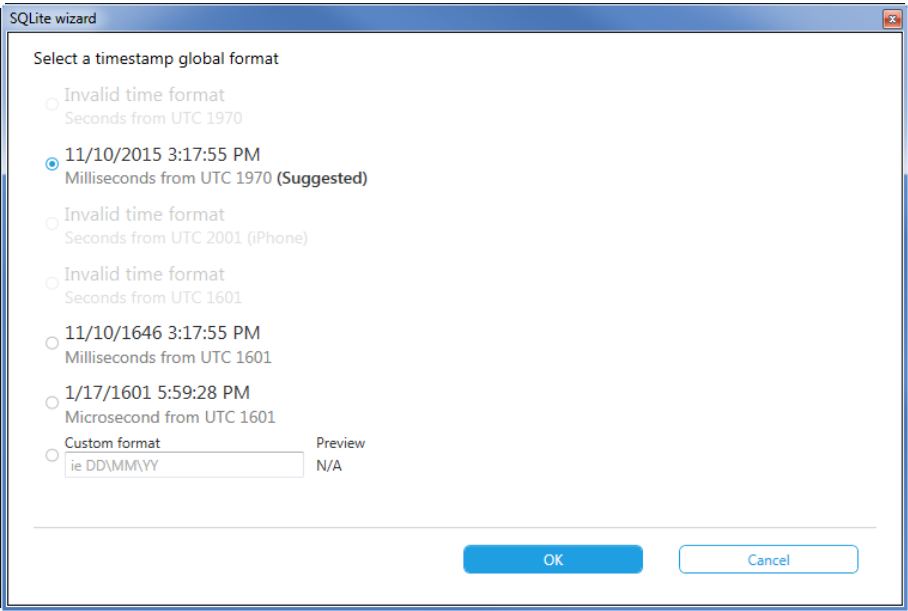 SQLite wizard
Select a timestamp global format
Invalid time format
Seconds from UTC 1970
11/10/2015 3:17:55 PM
Milliseconds from UTC 1970 (Suggested)
Invalid time format
Seconds from UTC 2001 (iPhone)
Invalid time format
Seconds from UTC 1601
11/10/1646 3:17:55 PM
Milliseconds from UTC 1601
1/17/1601 5:59:28 PM
Microsecond from UTC 1601
Custom format Preview
ie DD\MM\YY N/A
OK Cancel